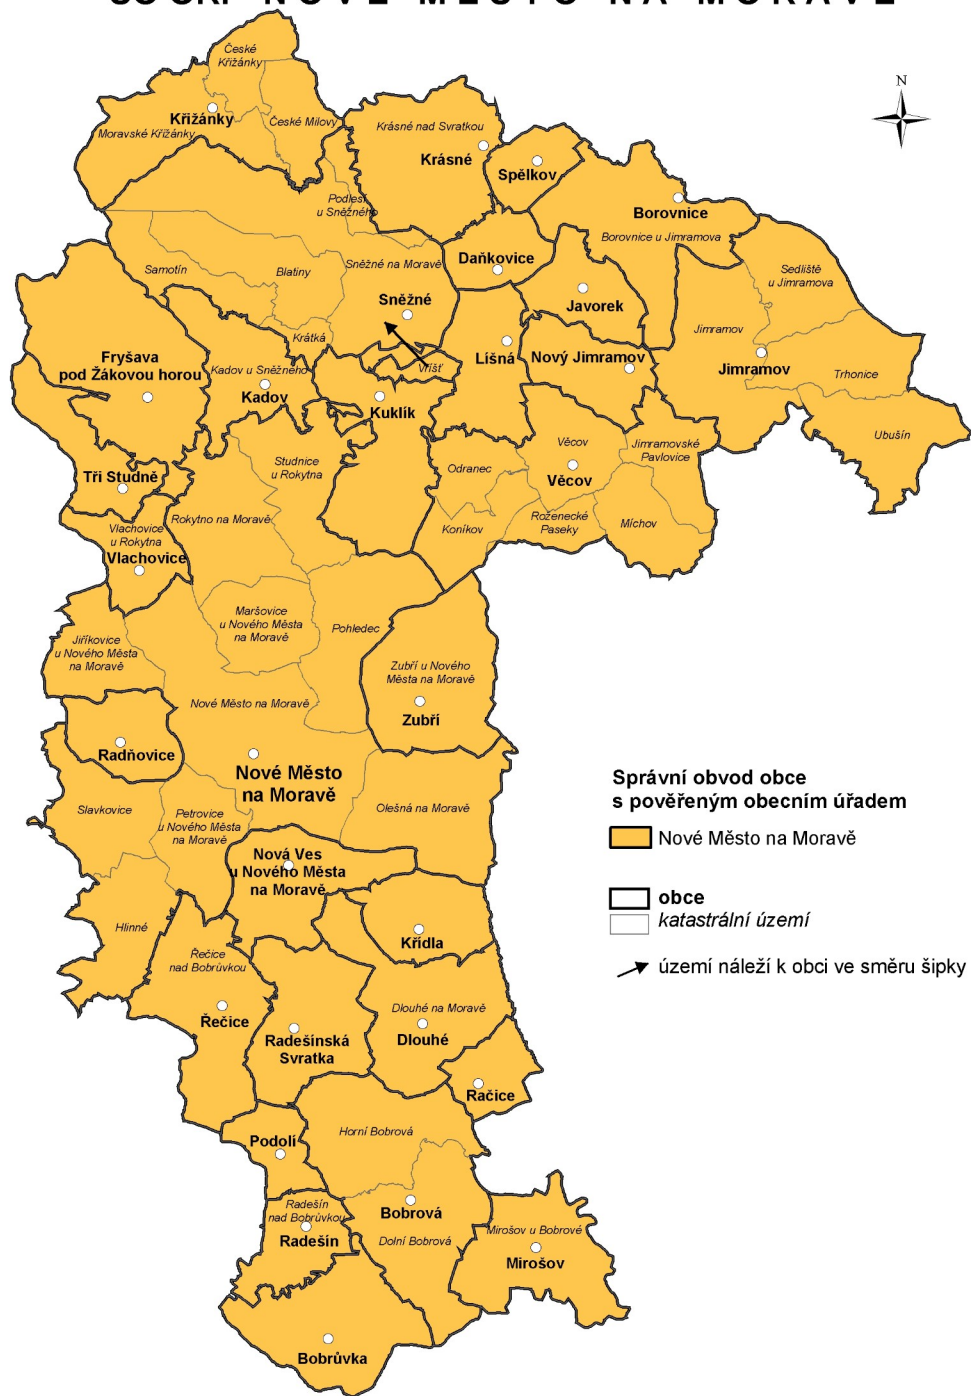 NOVÉ MĚSTO NA MORAVĚ
N
České
Křižánky
Křižánky
Moravské Křižánky
České Milovy
Krásné nad Svratkou
Krásné
Spělkov
Podlesí
u Sněžného
Borovnice
Borovnice u Jimramova
Daňkovice
Sněžné na Moravě
Samotín
Blatiny
Sedliště
u Jimramova
Sněžné
Javorek
Jimramov
Krátká
Fryšava
pod Žákovou horou
Líšná
Nový Jimramov
Vříšť
Kadov u Sněžného
Kadov
Jimramov
Trhonice
Kuklík
Ubušín
Věcov
Jimramovské
Pavlovice
Studnice
u Rokytna
Odranec
Věcov
Tři Studně
Rokytno na Moravě
Vlachovice
u Rokytna
Vlachovice
Koníkov
Roženecké
Paseky
Míchov
Maršovice
u Nového Města
na Moravě
Pohledec
Jiříkovice
u Nového Města
na Moravě
Zubří u Nového
Města na Moravě
Nové Město na Moravě
Zubří
Radňovice
Nové Město
na Moravě
Správní obvod obce
s pověřeným obecním úřadem
Nové Město na Moravě
Slavkovice
Petrovice
u Nového Města
na Moravě
Olešná na Moravě
Nová Ves
u Nového Města
na Moravě
obce
katastrální území
Hlinné
Křídla
Řečice
nad Bobrůvkou
území náleží k obci ve směru šipky
Řečice
Dlouhé na Moravě
Radešínská
Svratka
Dlouhé
Račice
Podolí
Horní Bobrová
Radešín
nad Bobrůvkou
Radešín
Bobrová
Dolní Bobrová
Mirošov u Bobrové
Mirošov
Bobrůvka